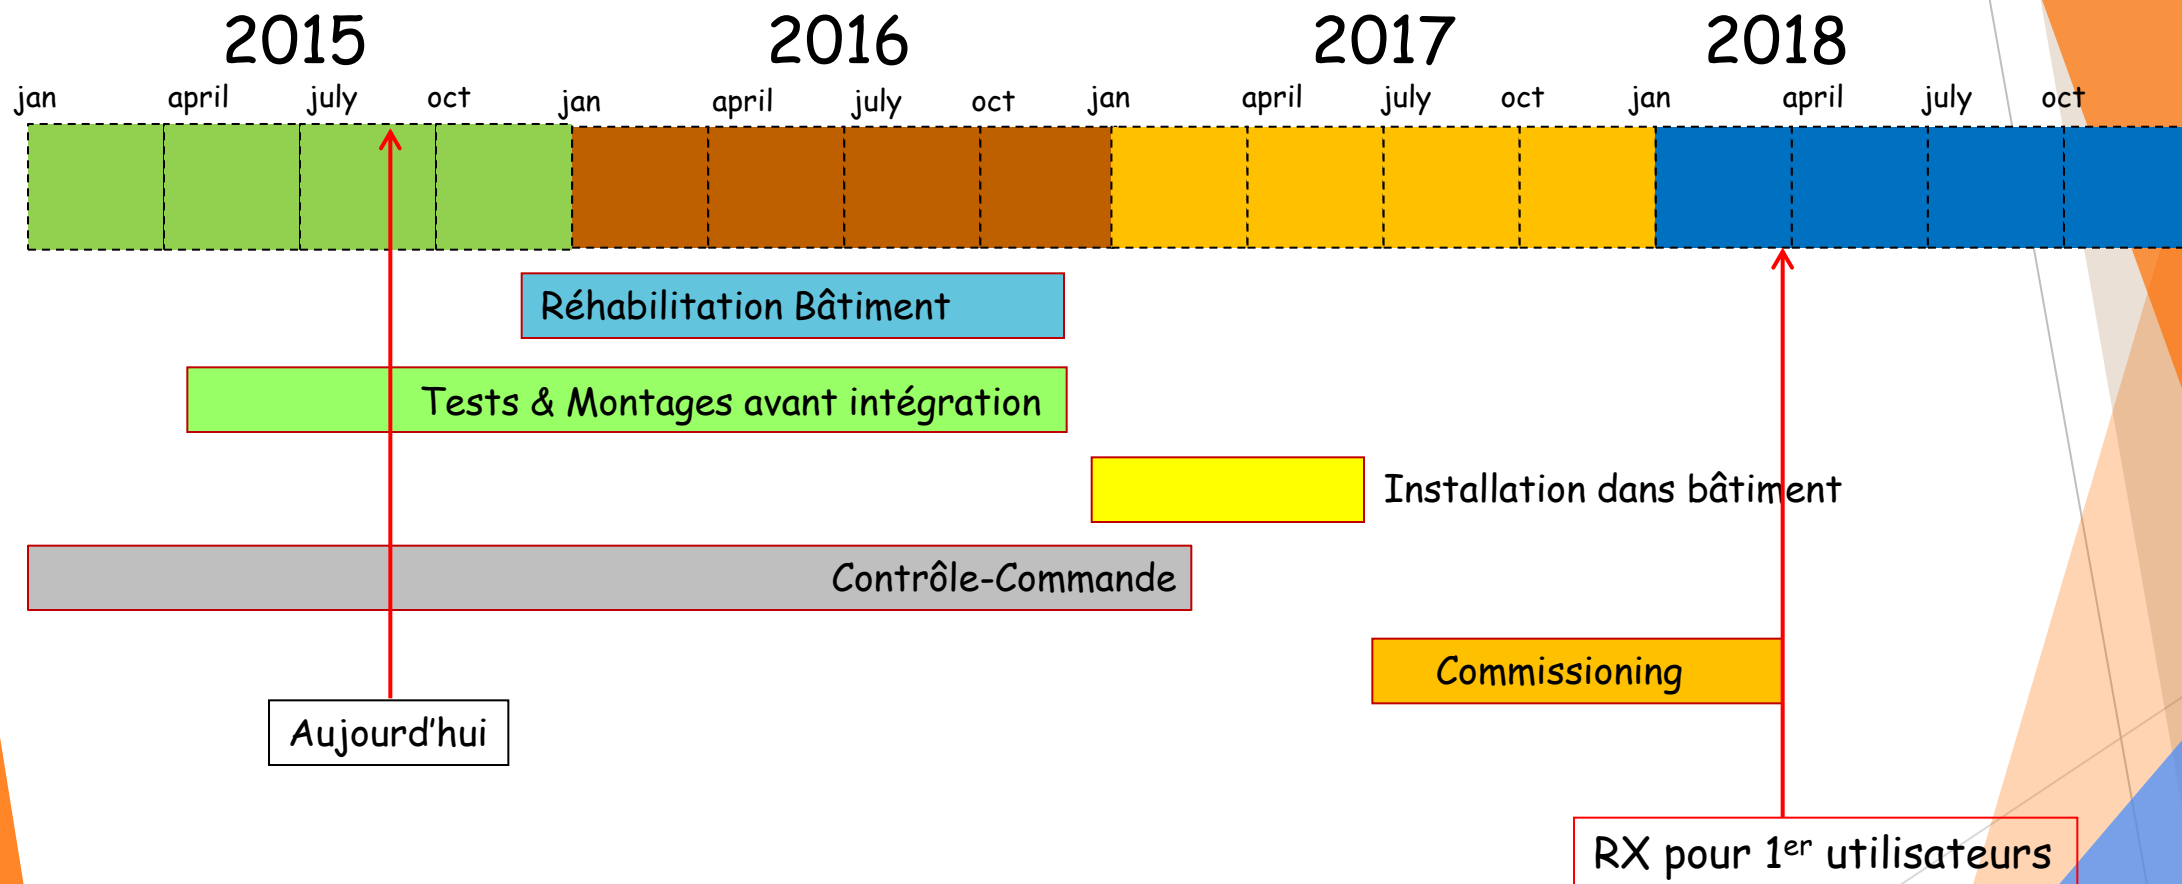 2015 2016 2017 2018
jan april july oct jan april july oct jan april july oct jan april july oct
Réhabilitation Bâtiment
Tests & Montages avant intégration
Installation dans bâtiment
Contrôle-Commande
Commissioning
Aujourd'hui
RX pour 1er utilisateurs